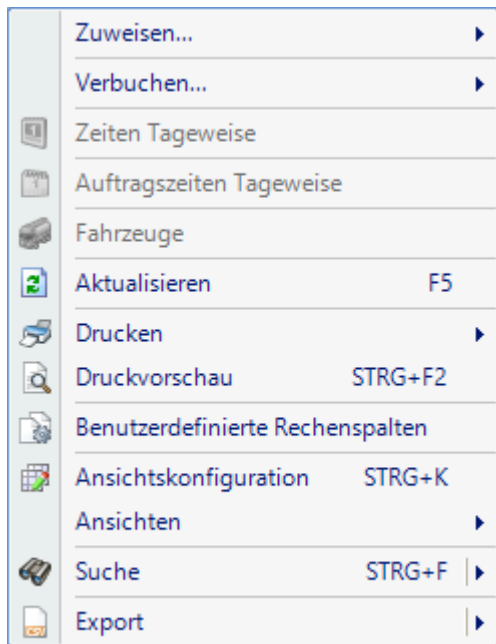 Zuweisen...
Verbuchen...
Zeiten Tageweise
Auftragszeiten Tageweise
Fahrzeuge
Aktualisieren F5
Drucken
Druckvorschau STRG+F2
Benutzerdefinierte Rechenspalten
Ansichtskonfiguration STRG+K
Ansichten
Suche STRG+F
Export